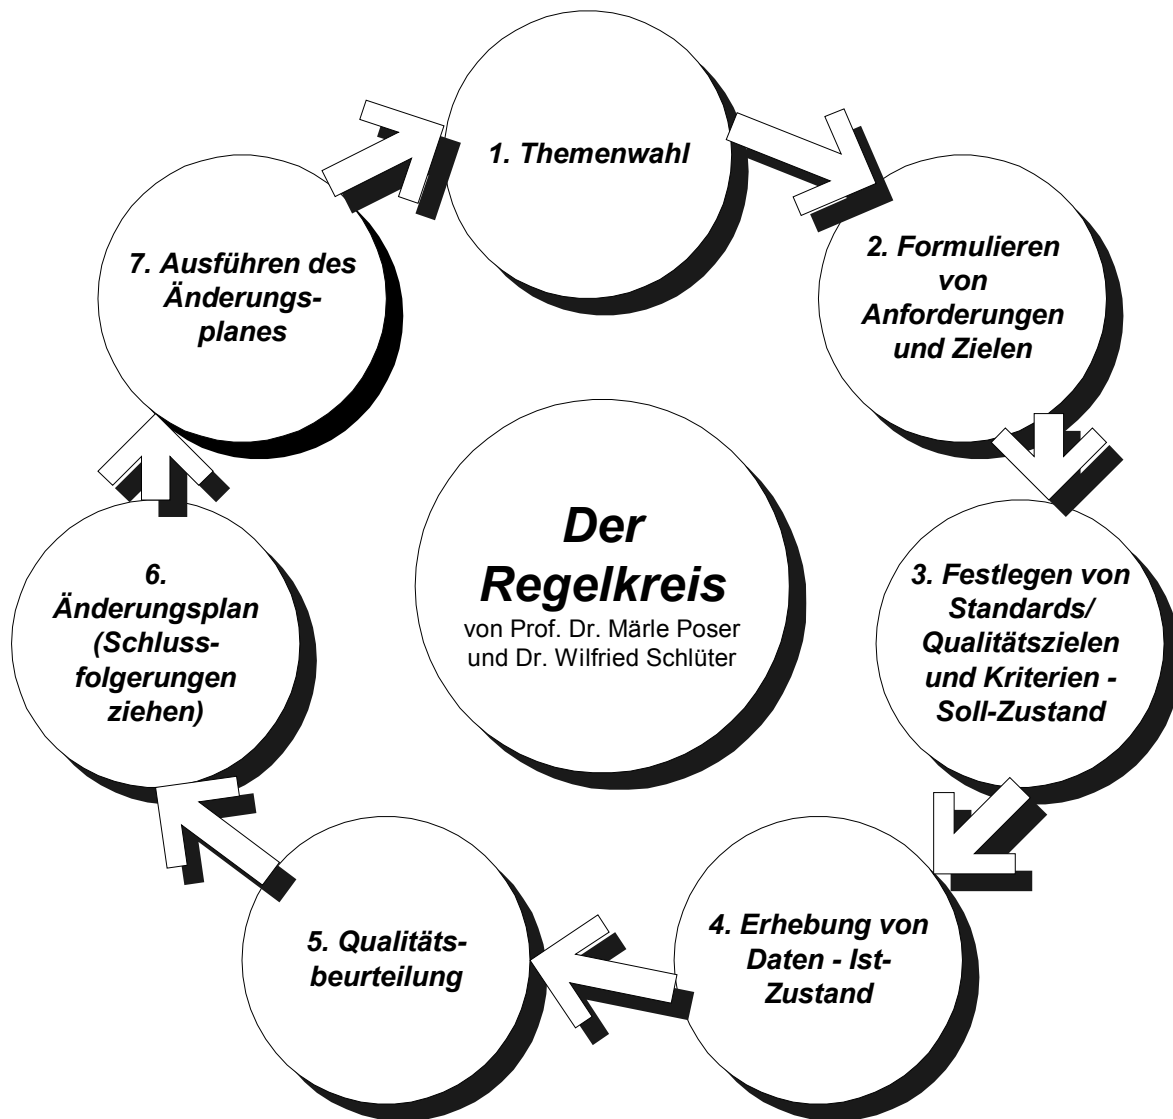 1. Themenwahl
2. Formulieren
von
Anforderungen
und Zielen
3. Festlegen von
Standards/
Qualitätszielen
und Kriterien -
Soll-Zustand
4. Erhebung von
Daten - Ist-
Zustand
5. Qualitäts-
beurteilung
6.
Änderungsplan
(Schluss-
folgerungen
ziehen)
7. Ausführen des
Änderungs-
planes
Der
Regelkreis
von Prof. Dr. Märle Poser
und Dr. Wilfried Schlüter